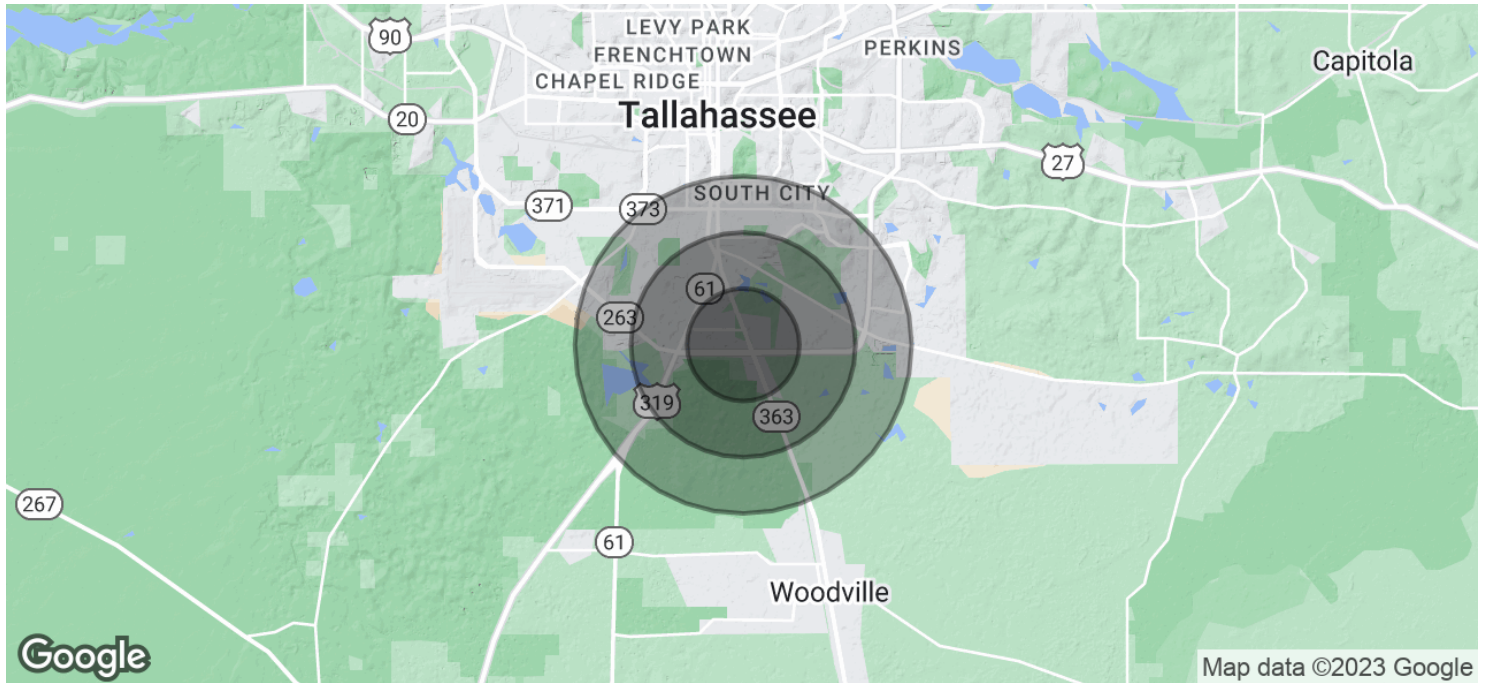 LEVY PARK
90
FRENCHTOWN
PERKINS
Capitola
CHAPEL RIDGE
Tallahassee
20
27
SOUTH CITY
371
373
61
263
319
363
267
61
Woodville
Google
Map data ©2023 Google